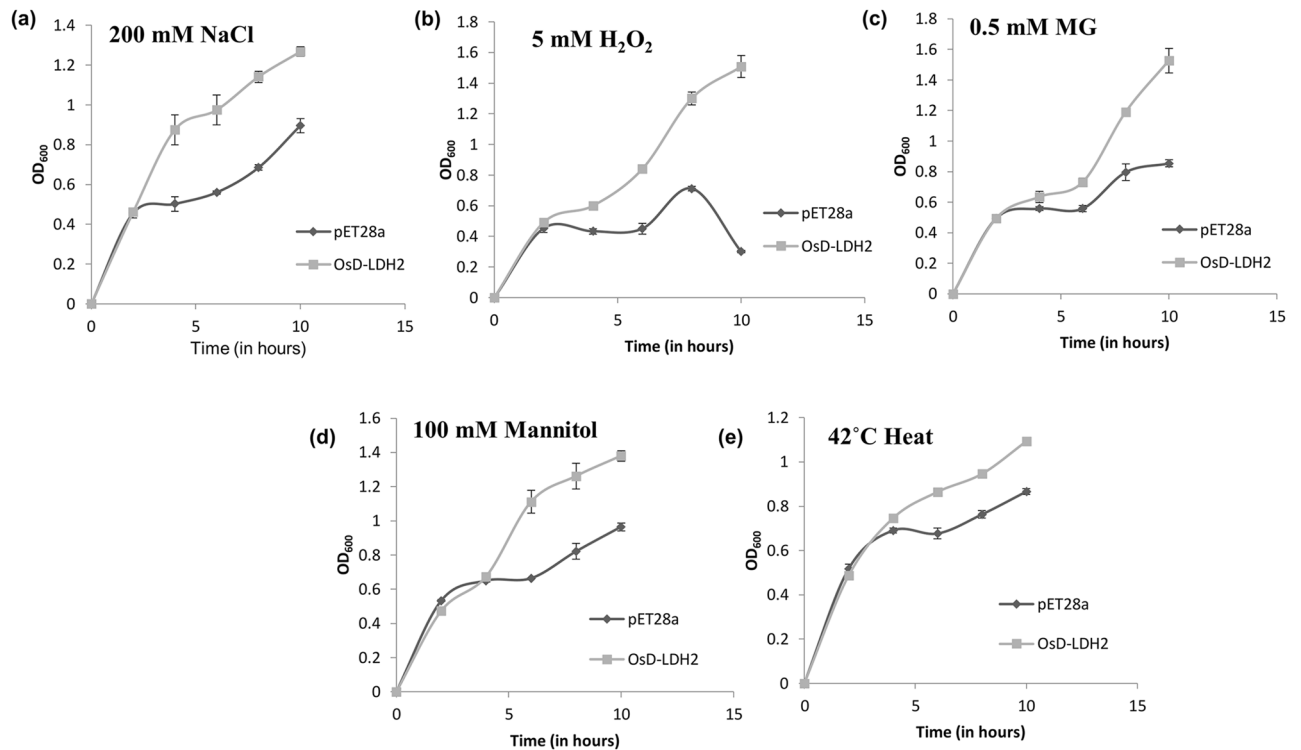 (a)
200 mM NaCl
1.4
1.2
1
0.8
0.6
0.4
0.2
0
OD600
0
5
10
15
Time (in hours)
pET28a
OsD-LDH2
(b)
5 mM H2O2
1.8
1.6
1.4
1.2
1
0.8
0.6
0.4
0.2
0
OD600
0
5
10
15
Time (in hours)
pET28a
OsD-LDH2
(c)
0.5 mM MG
1.8
1.6
1.4
1.2
1
0.8
0.6
0.4
0.2
0
OD600
0
5
10
15
Time (in hours)
pET28a
OsD-LDH2
(d)
100 mM Mannitol
1.6
1.4
1.2
1
0.8
0.6
0.4
0.2
0
OD600
0
5
10
15
Time (in hours)
pET28a
OsD-LDH2
(e)
42˚C Heat
1.2
1
0.8
0.6
0.4
0.2
0
OD600
0
5
10
15
Time (in hours)
pET28a
OsD-LDH2